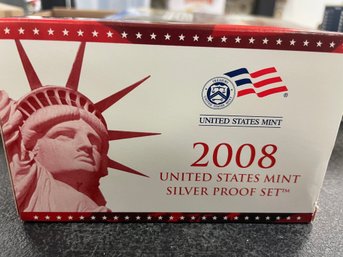 UNITED STATES MINT
2008
UNITED STATES MINT
SILVER PROOF SET™